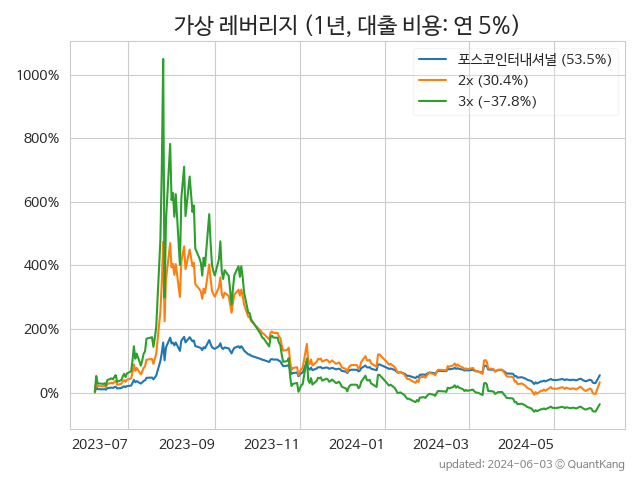 가상 레버리지 (1년, 대출 비용: 연 5%)
포스코인터내셔널 (53.5%)
2x (30.4%)
3x (−37.8%)
1000%
800%
600%
400%
200%
0%
2023-07
2023-09
2023-11
2024-01
2024-03
2024-05
updated: 2024-06-03 ⓒ QuantKang